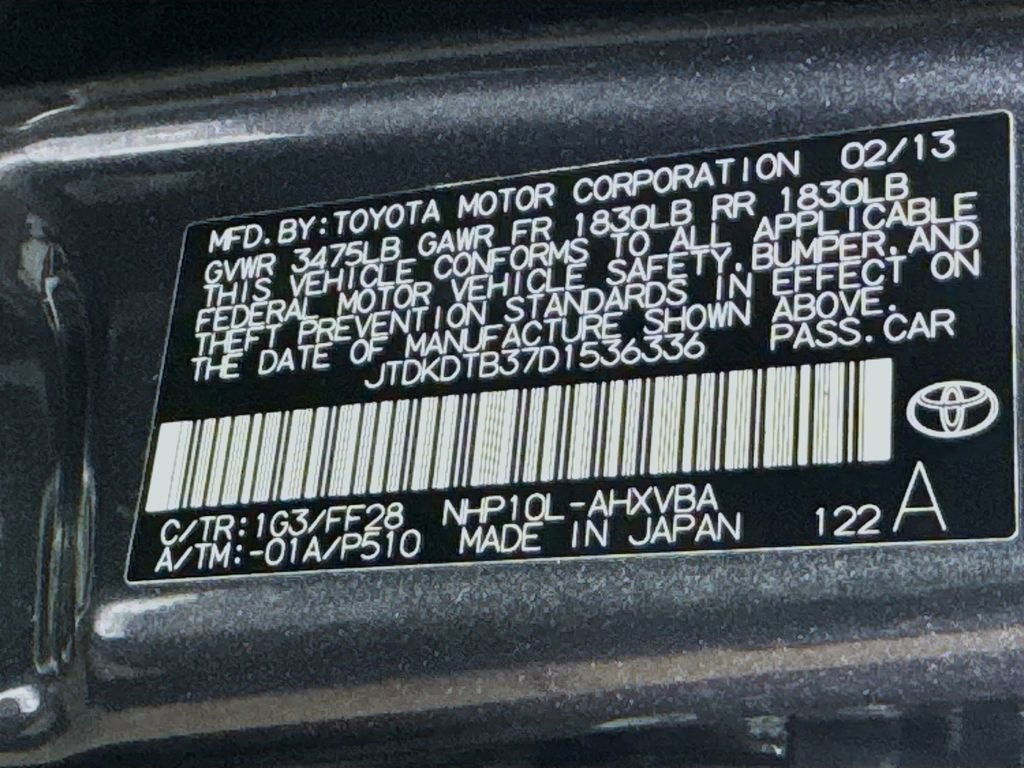 MFD. BY: TOYOTA MOTOR CORPORATION 02/13
GVWR 3475LB GAWR FR 1830LB RR 1830LB
THIS VEHICLE CONFORMS TO ALL APPLICABLE
FEDERAL MOTOR VEHICLE SAFETY, BUMPER, AND
THEFT PREVENTION STANDARDS IN EFFECT ON
THE DATE OF MANUFACTURE SHOWN ABOVE.
JTDKDTB37D1536336 PASS. CAR
C/TR: 1G3/FF28 NHP10L-AHXVBA
A/TM: -01A/P510 MADE IN JAPAN 122 A